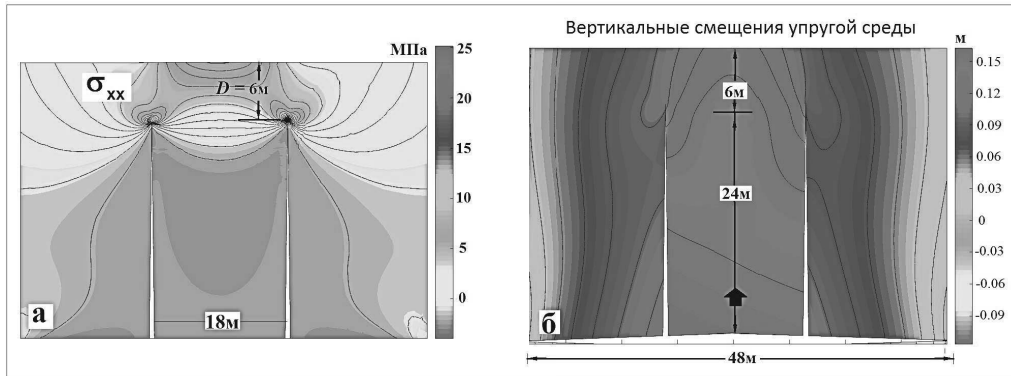 МПа
25
20
15
10
5
0
σxx
D = 6м
18м
а
Вертикальные смещения упругой среды
м
0.15
0.12
0.09
0.06
0.03
0
-0.03
-0.06
-0.09
6м
24м
48м
б